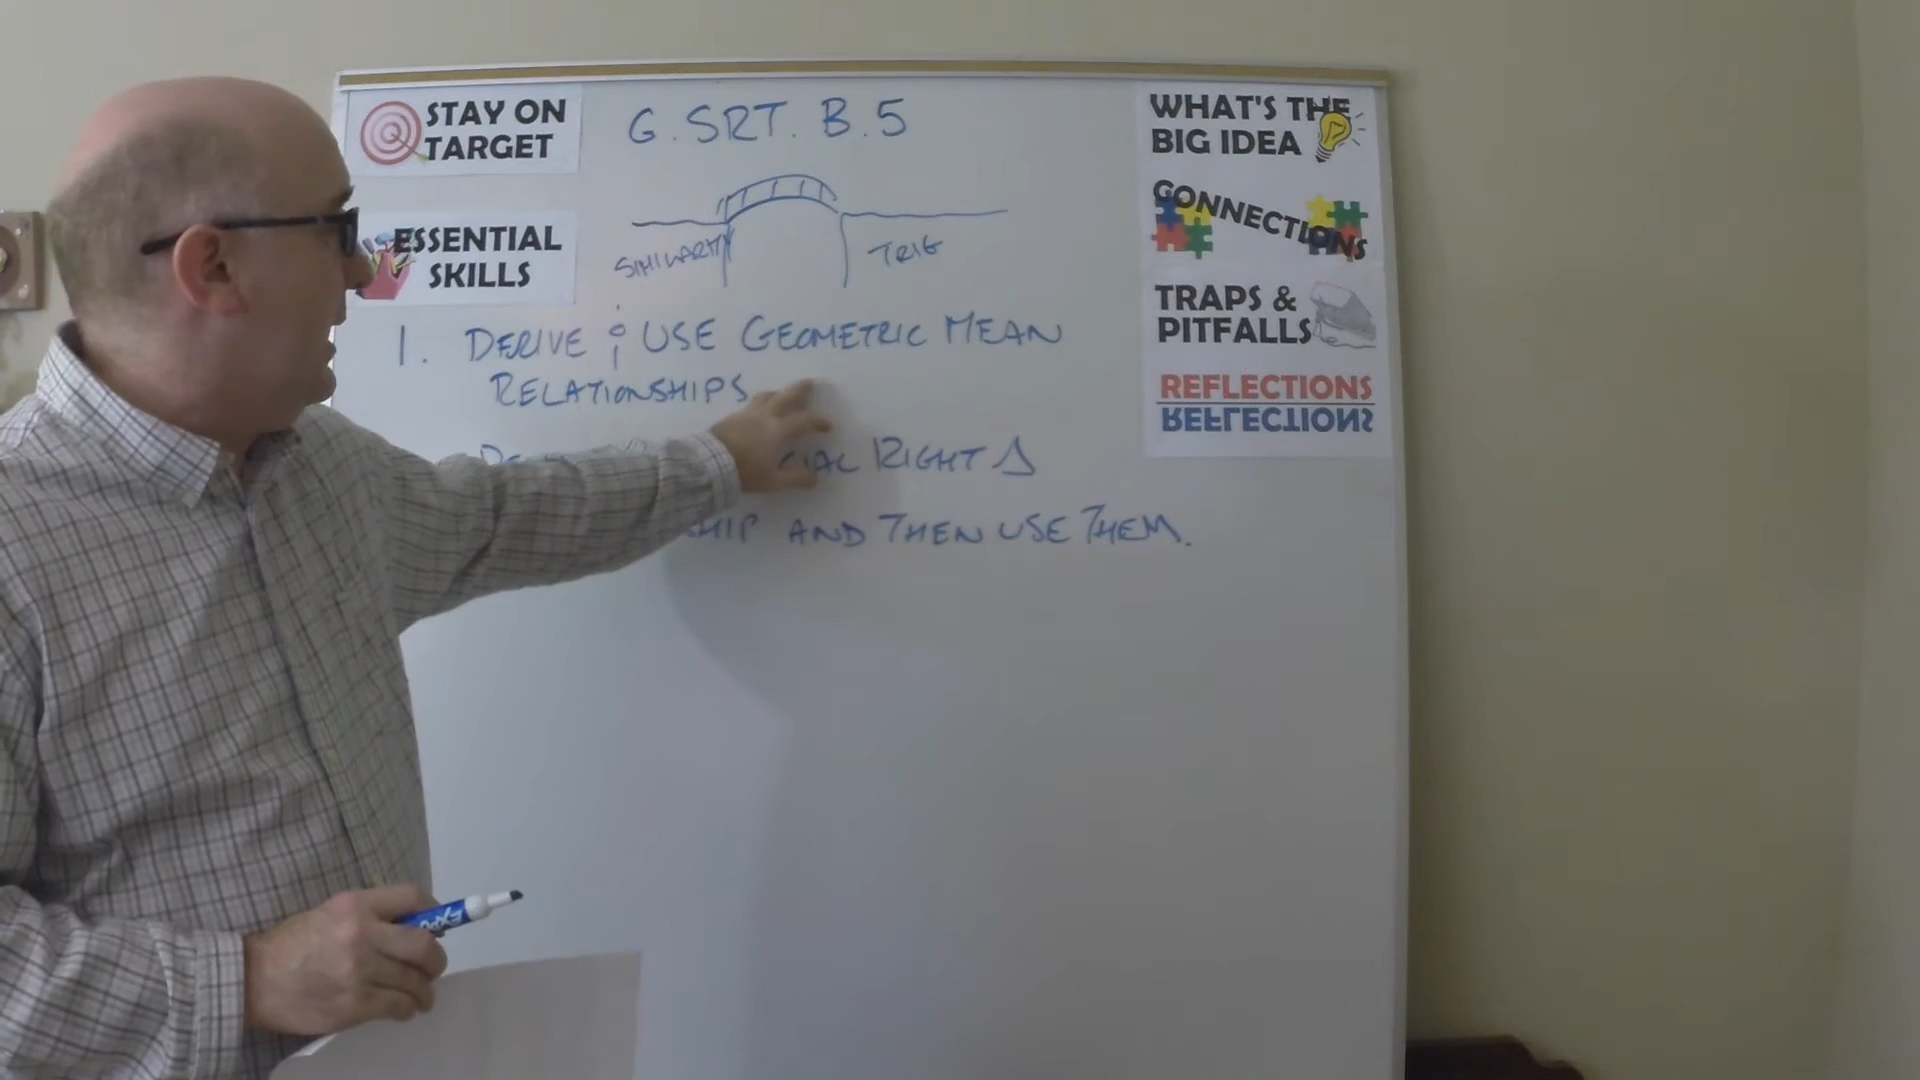 STAY ON
TARGET
G.SRT.B.5
WHAT'S THE
BIG IDEA
CONNECTIONS
ESSENTIAL
SKILLS
SIMILARITY
TRIG
TRAPS &
PITFALLS
1. DERIVE & USE GEOMETRIC MEAN
RELATIONSHIPS.
REFLECTIONS
REFLECTIONS
RIGHT △
AND THEN USE THEM.
EXPO